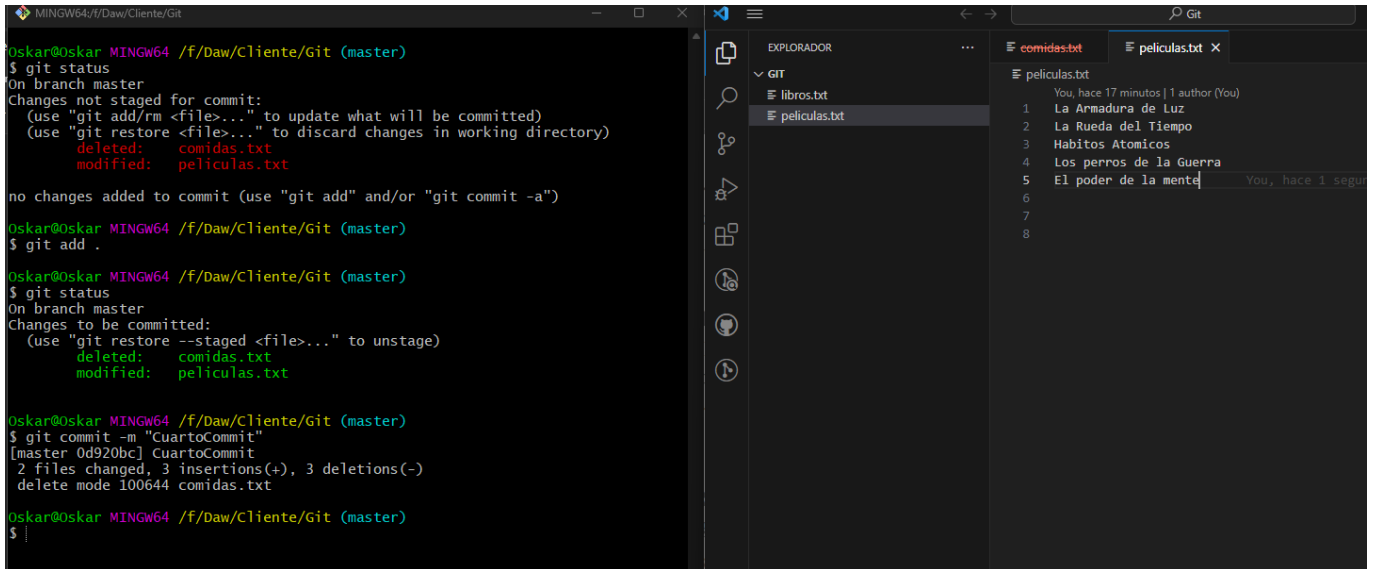 MINGW64:/f/Daw/Cliente/Git
Oskar@Oskar MINGW64 /f/Daw/Cliente/Git (master)
$ git status
On branch master
Changes not staged for commit:
  (use "git add/rm <file>..." to update what will be committed)
  (use "git restore <file>..." to discard changes in working directory)
        deleted:    comidas.txt
        modified:   peliculas.txt
no changes added to commit (use "git add" and/or "git commit -a")
Oskar@Oskar MINGW64 /f/Daw/Cliente/Git (master)
$ git add .
Oskar@Oskar MINGW64 /f/Daw/Cliente/Git (master)
$ git status
On branch master
Changes to be committed:
  (use "git restore --staged <file>..." to unstage)
        deleted:    comidas.txt
        modified:   peliculas.txt
Oskar@Oskar MINGW64 /f/Daw/Cliente/Git (master)
$ git commit -m "CuartoCommit"
[master 0d920bc] CuartoCommit
 2 files changed, 3 insertions(+), 3 deletions(-)
 delete mode 100644 comidas.txt
Oskar@Oskar MINGW64 /f/Daw/Cliente/Git (master)
$
Git
EXPLORADOR
GIT
libros.txt
peliculas.txt
comidas.txt
peliculas.txt
peliculas.txt
You, hace 17 minutos | 1 author (You)
1 La Armadura de Luz
2 La Rueda del Tiempo
3 Habitos Atomicos
4 Los perros de la Guerra
5 El poder de la mente You, hace 1 segur
6
7
8